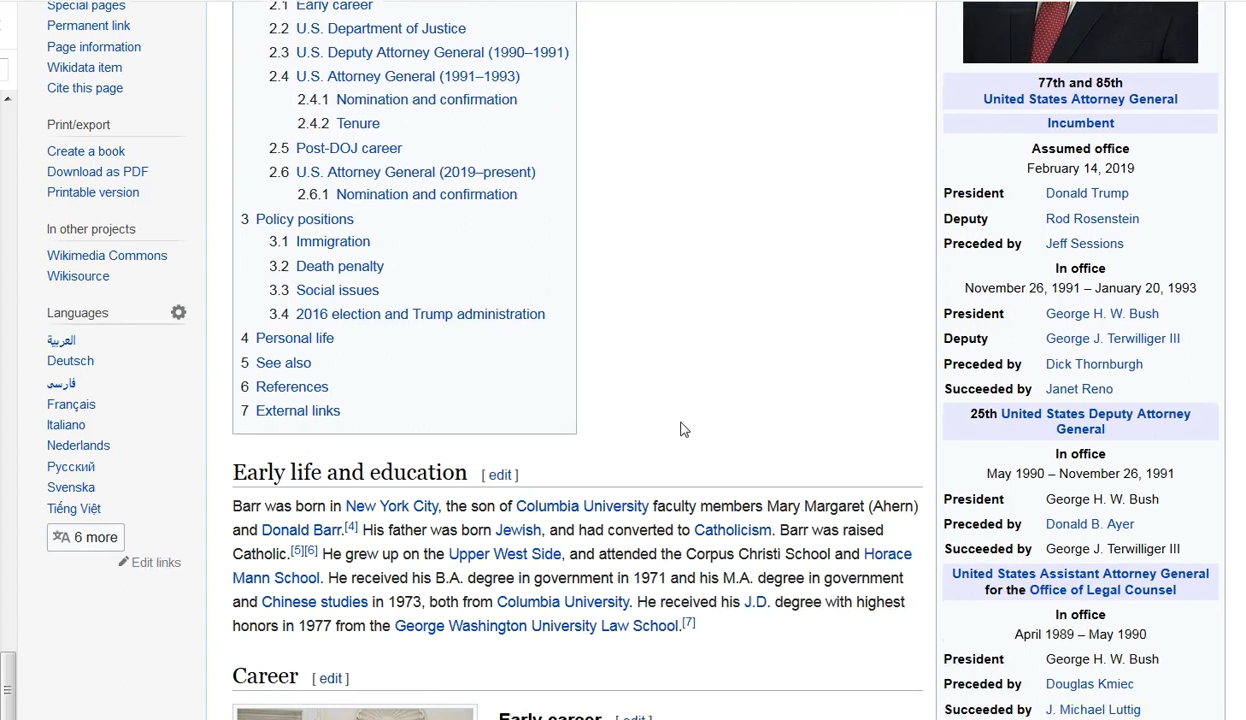 Special pages
Permanent link
Page information
Wikidata item
Cite this page
Print/export
Create a book
Download as PDF
Printable version
In other projects
Wikimedia Commons
Wikisource
Languages
العربية
Deutsch
فارسی
Français
Italiano
Nederlands
Русский
Svenska
Tiếng Việt
6 more
Edit links
2.1 Early career
2.2 U.S. Department of Justice
2.3 U.S. Deputy Attorney General (1990–1991)
2.4 U.S. Attorney General (1991–1993)
2.4.1 Nomination and confirmation
2.4.2 Tenure
2.5 Post-DOJ career
2.6 U.S. Attorney General (2019–present)
2.6.1 Nomination and confirmation
3 Policy positions
3.1 Immigration
3.2 Death penalty
3.3 Social issues
3.4 2016 election and Trump administration
4 Personal life
5 See also
6 References
7 External links
Early life and education [ edit ]
Barr was born in New York City, the son of Columbia University faculty members Mary Margaret (Ahern)
and Donald Barr.[4] His father was born Jewish, and had converted to Catholicism. Barr was raised
Catholic.[5][6] He grew up on the Upper West Side, and attended the Corpus Christi School and Horace
Mann School. He received his B.A. degree in government in 1971 and his M.A. degree in government
and Chinese studies in 1973, both from Columbia University. He received his J.D. degree with highest
honors in 1977 from the George Washington University Law School.[7]
Career [ edit ]
Early career [ edit ]
77th and 85th
United States Attorney General
Incumbent
Assumed office
February 14, 2019
President Donald Trump
Deputy Rod Rosenstein
Preceded by Jeff Sessions
In office
November 26, 1991 – January 20, 1993
President George H. W. Bush
Deputy George J. Terwilliger III
Preceded by Dick Thornburgh
Succeeded by Janet Reno
25th United States Deputy Attorney
General
In office
May 1990 – November 26, 1991
President George H. W. Bush
Preceded by Donald B. Ayer
Succeeded by George J. Terwilliger III
United States Assistant Attorney General
for the Office of Legal Counsel
In office
April 1989 – May 1990
President George H. W. Bush
Preceded by Douglas Kmiec
Succeeded by J. Michael Luttig